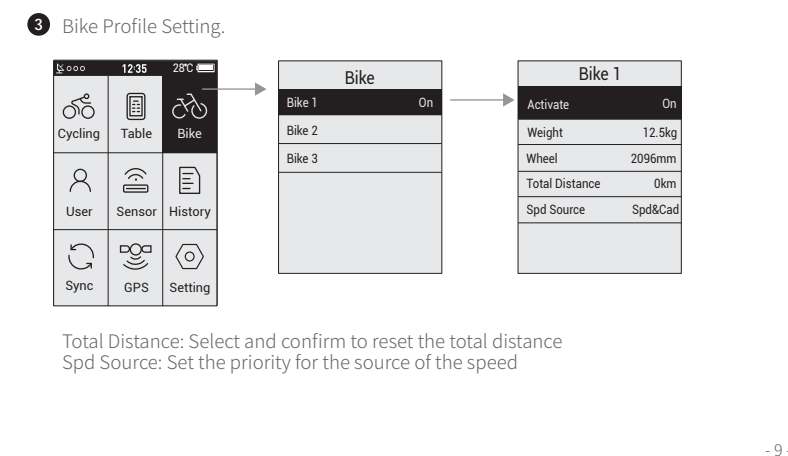 3 Bike Profile Setting.
12:35 28°C
Cycling Table Bike
User Sensor History
Sync GPS Setting
Bike
Bike 1 On
Bike 2
Bike 3
Bike 1
Activate On
Weight 12.5kg
Wheel 2096mm
Total Distance 0km
Spd Source Spd&Cad
Total Distance: Select and confirm to reset the total distance
Spd Source: Set the priority for the source of the speed
- 9 -